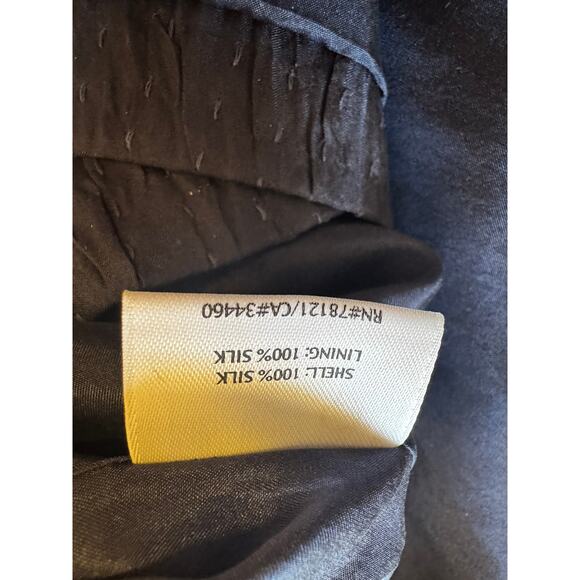 SHELL: 100% SILK
LINING: 100% SILK
RN#78121/CA#34460